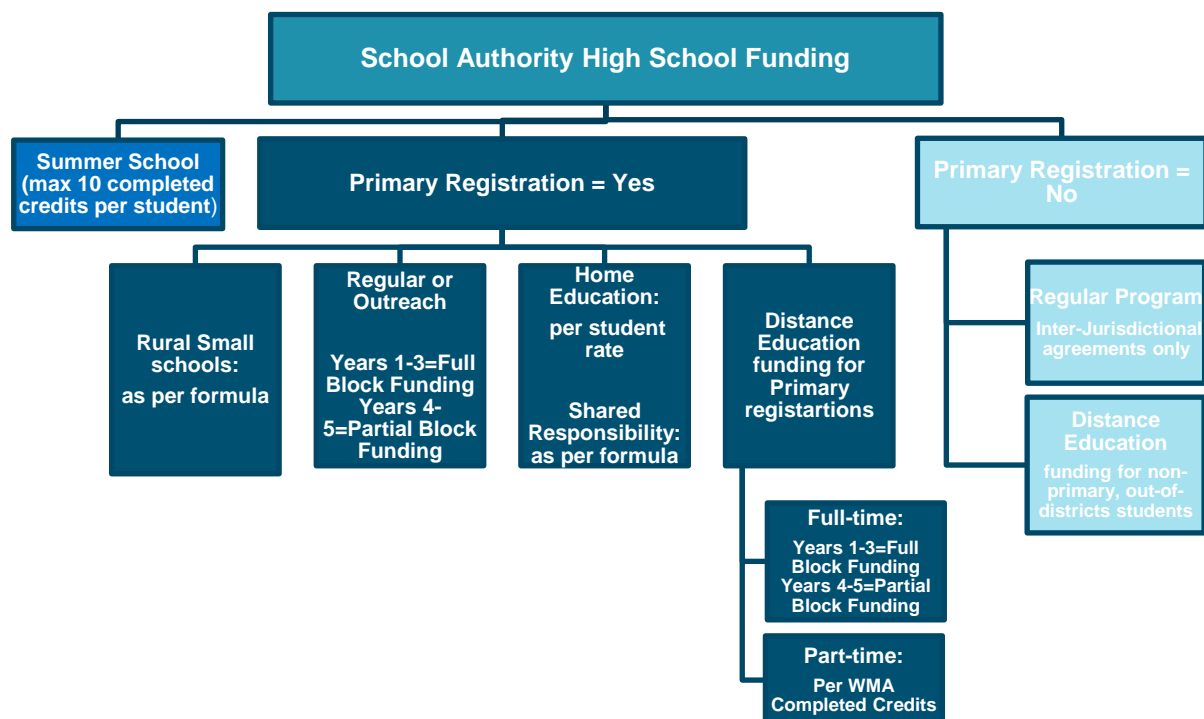 School Authority High School Funding
Summer School
(max 10 completed
credits per student)
Primary Registration = Yes
Primary Registration =
No
Rural Small
schools:
as per formula
Regular or
Outreach
Years 1-3=Full
Block Funding
Years 4-
5=Partial Block
Funding
Home
Education:
per student
rate
Shared
Responsibility:
as per formula
Distance
Education
funding for
Primary
registartions
Regular Program
Inter-Jurisdictional
agreements only
Distance
Education
funding for non-
primary, out-of-
districts students
Full-time:
Years 1-3=Full
Block Funding
Years 4-5=Partial
Block Funding
Part-time:
Per WMA
Completed Credits